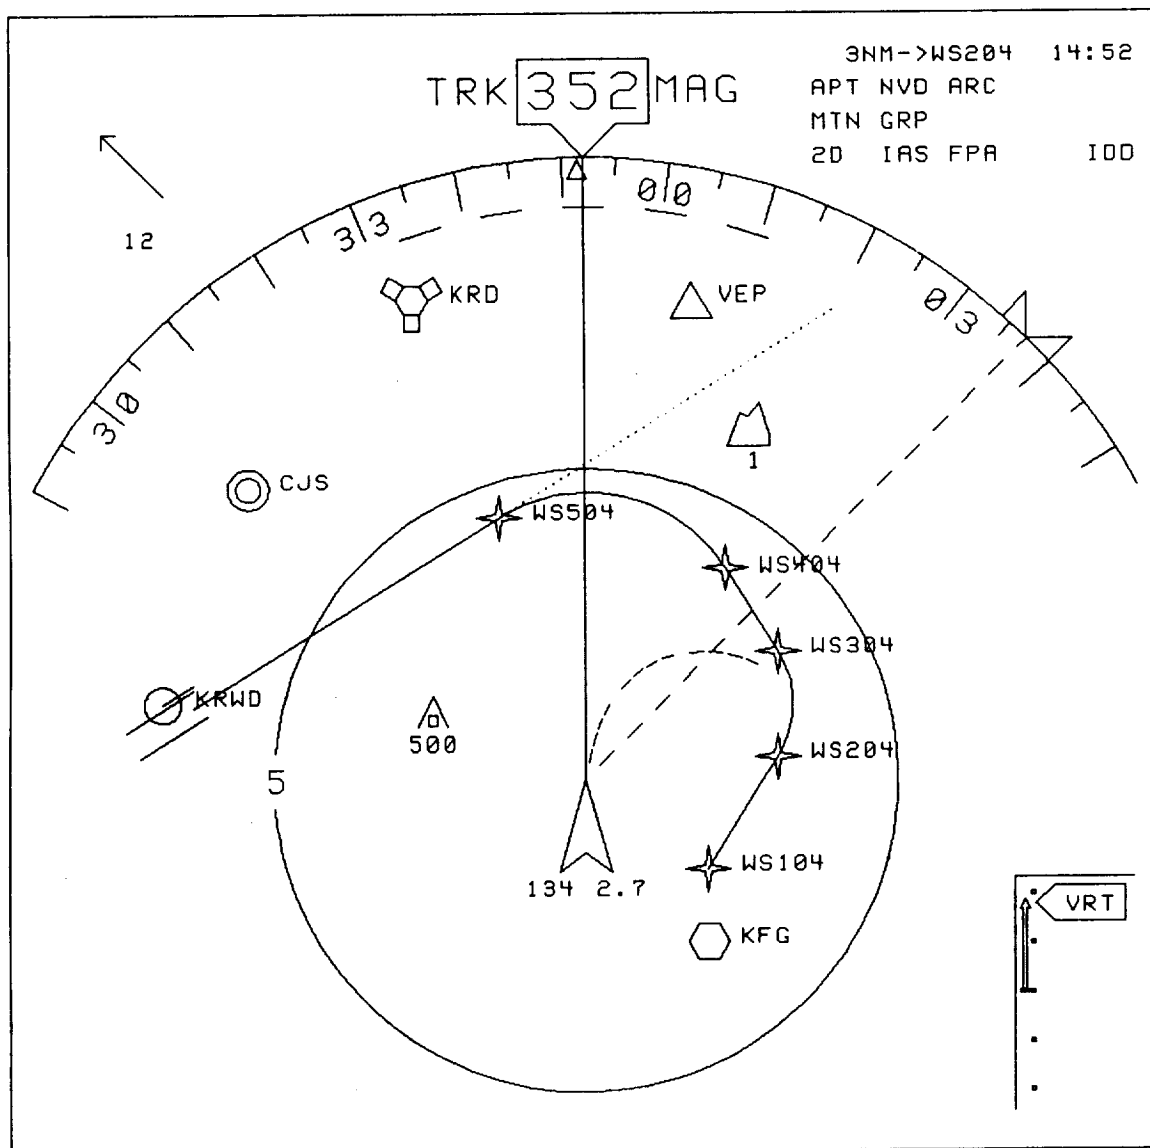 3NM->WS204 14:52
TRK 352 MAG
APT NVD ARC
MTN GRP
2D IAS FPA IDD
33
00
12
KRD
VEP
03
30
1
CJS
WS504
WS404
WS304
KRWD
500
WS204
5
WS104
134 2.7
VRT
KFG